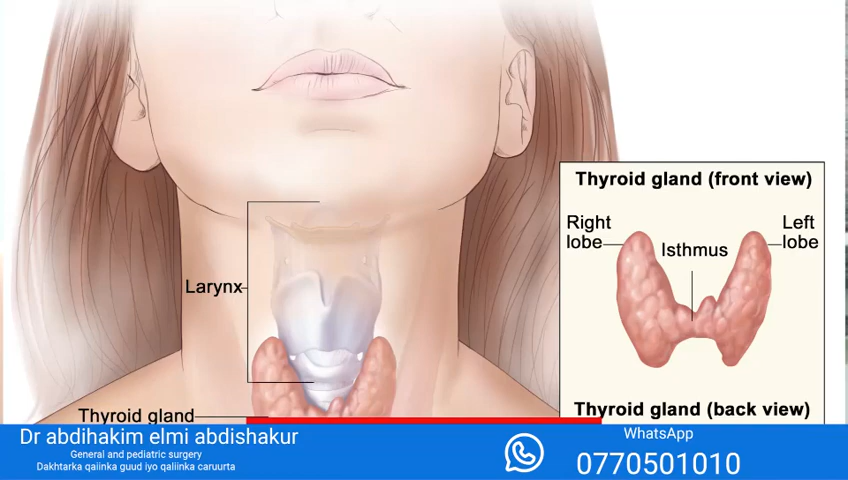 Thyroid gland (front view)
Right
lobe
Left
lobe
Isthmus
Larynx
Thyroid gland
Thyroid gland (back view)
Dr abdihakim elmi abdishakur
General and pediatric surgery
Dakhtarka qaliinka guud iyo qaliinka caruurta
WhatsApp
0770501010